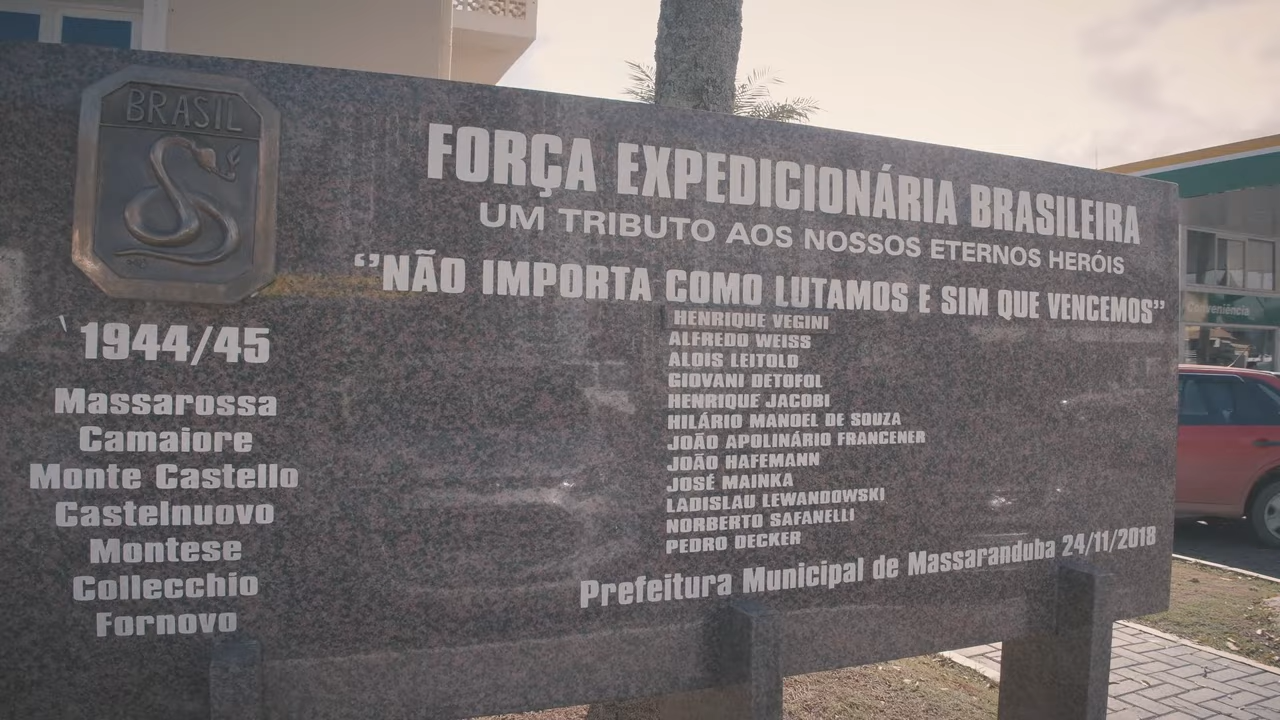 BRASIL
FORÇA EXPEDICIONÁRIA BRASILEIRA
UM TRIBUTO AOS NOSSOS ETERNOS HERÓIS
‘’NÃO IMPORTA COMO LUTAMOS E SIM QUE VENCEMOS”
1944/45
Massarossa
Camaiore
Monte Castello
Castelnuovo
Montese
Collecchio
Fornovo
HENRIQUE VEGINI
ALFREDO WEISS
ALOIS LEITOLD
GIOVANI DETOFOL
HENRIQUE JACOBI
HILÁRIO MANOEL DE SOUZA
JOÃO APOLINÁRIO FRANCENER
JOÃO HAFEMANN
JOSÉ MAINKA
LADISLAU LEWANDOWSKI
NORBERTO SAFANELLI
PEDRO DECKER
Prefeitura Municipal de Massaranduba 24/11/2018
Conveniência